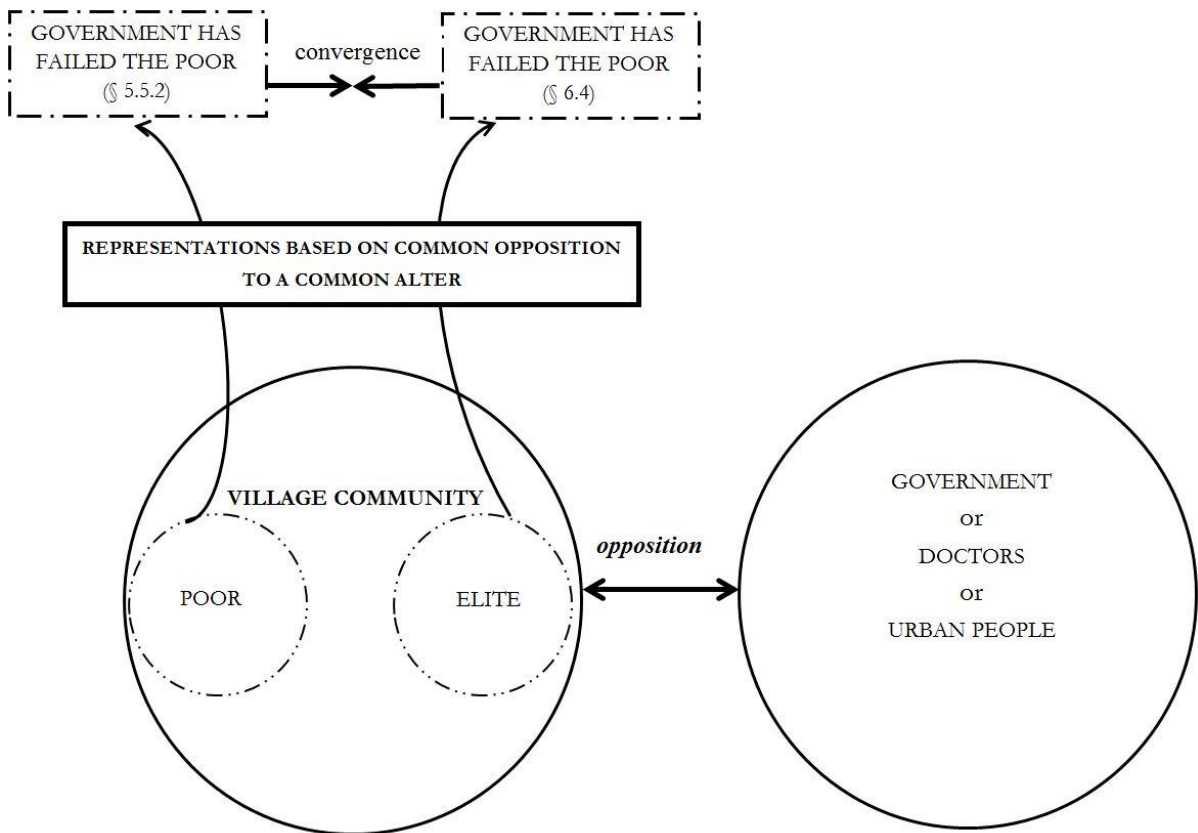 GOVERNMENT HAS
FAILED THE POOR
(§ 5.5.2)
convergence
GOVERNMENT HAS
FAILED THE POOR
(§ 6.4)
REPRESENTATIONS BASED ON COMMON OPPOSITION
TO A COMMON ALTER
VILLAGE COMMUNITY
POOR
ELITE
opposition
GOVERNMENT
or
DOCTORS
or
URBAN PEOPLE